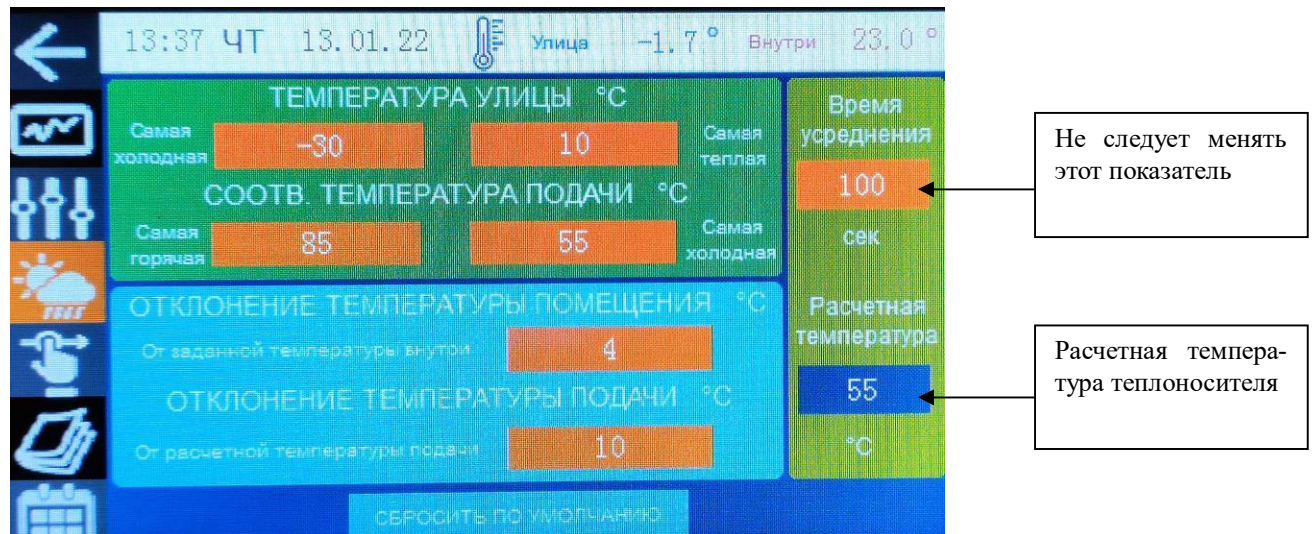 13:37 ЧТ 13.01.22 Улица -1.7° Внутри 23.0°
ТЕМПЕРАТУРА УЛИЦЫ °C
Самая холодная -30 10 Самая теплая
СООТВ. ТЕМПЕРАТУРА ПОДАЧИ °C
Самая горячая 85 55 Самая холодная
ОТКЛОНЕНИЕ ТЕМПЕРАТУРЫ ПОМЕЩЕНИЯ °C
От заданной температуры внутри 4
ОТКЛОНЕНИЕ ТЕМПЕРАТУРЫ ПОДАЧИ °C
От расчетной температуры подачи 10
СБРОСИТЬ ПО УМОЛЧАНИЮ
Время
усреднения
100
сек
Расчетная
температура
55
°C
Не следует менять
этот показатель
Расчетная темпера-
тура теплоносителя